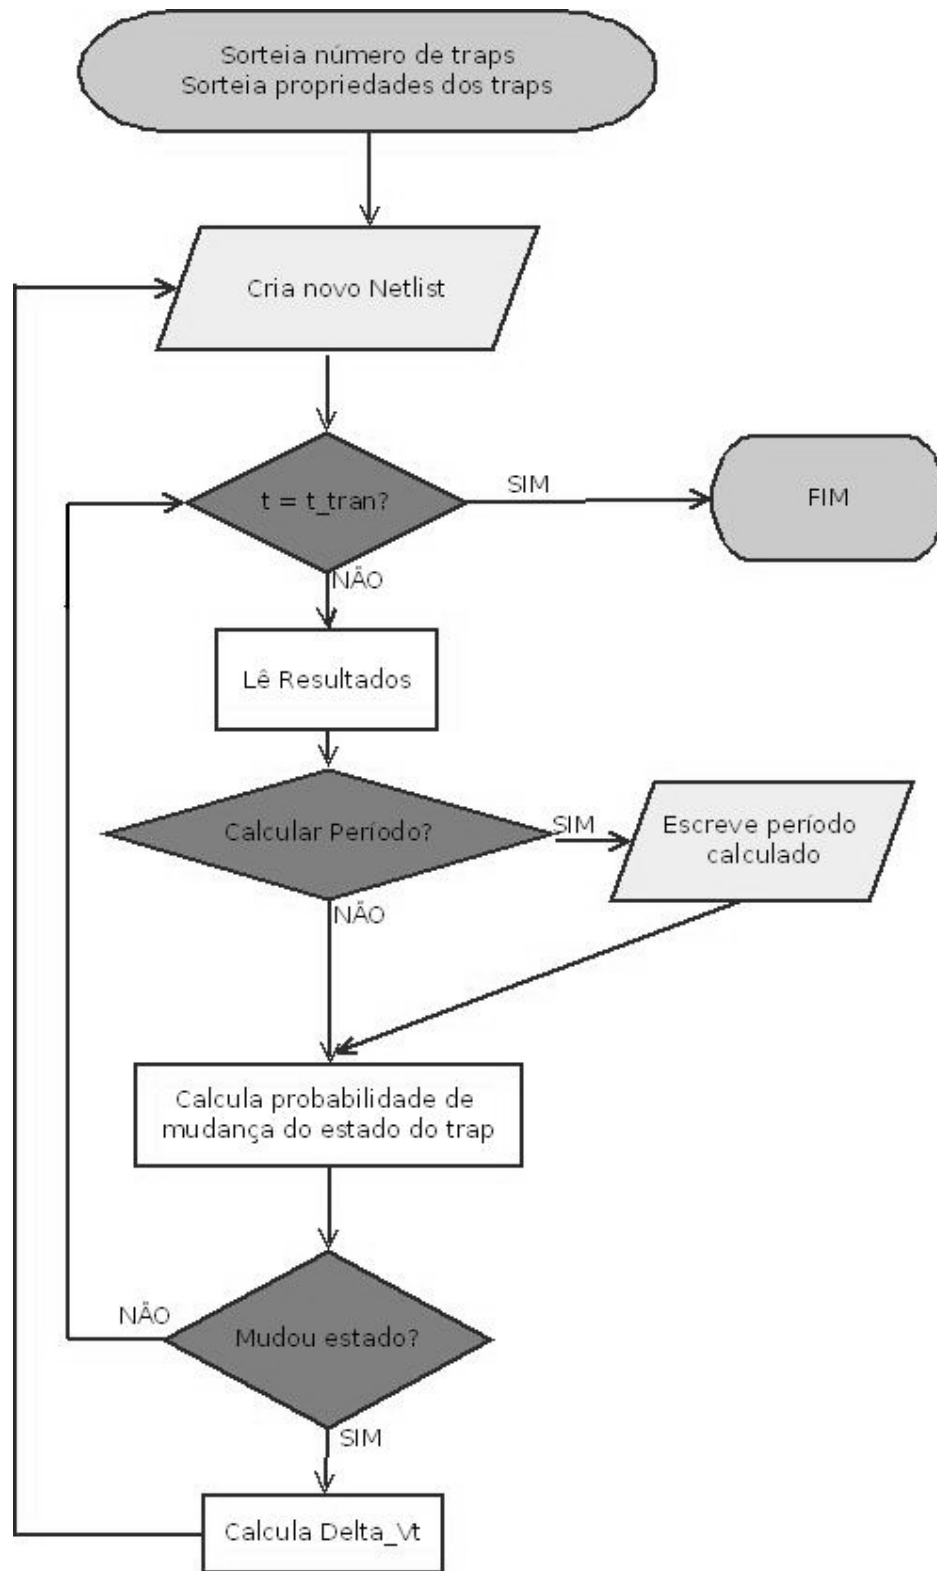 Sorteia número de traps
Sorteia propriedades dos traps
Cria novo Netlist
t = t_tran?
SIM
FIM
NÃO
Lê Resultados
Calcular Período?
SIM
Escreve período
calculado
NÃO
Calcula probabilidade de
mudança do estado do trap
NÃO
Mudou estado?
SIM
Calcula Delta_Vt